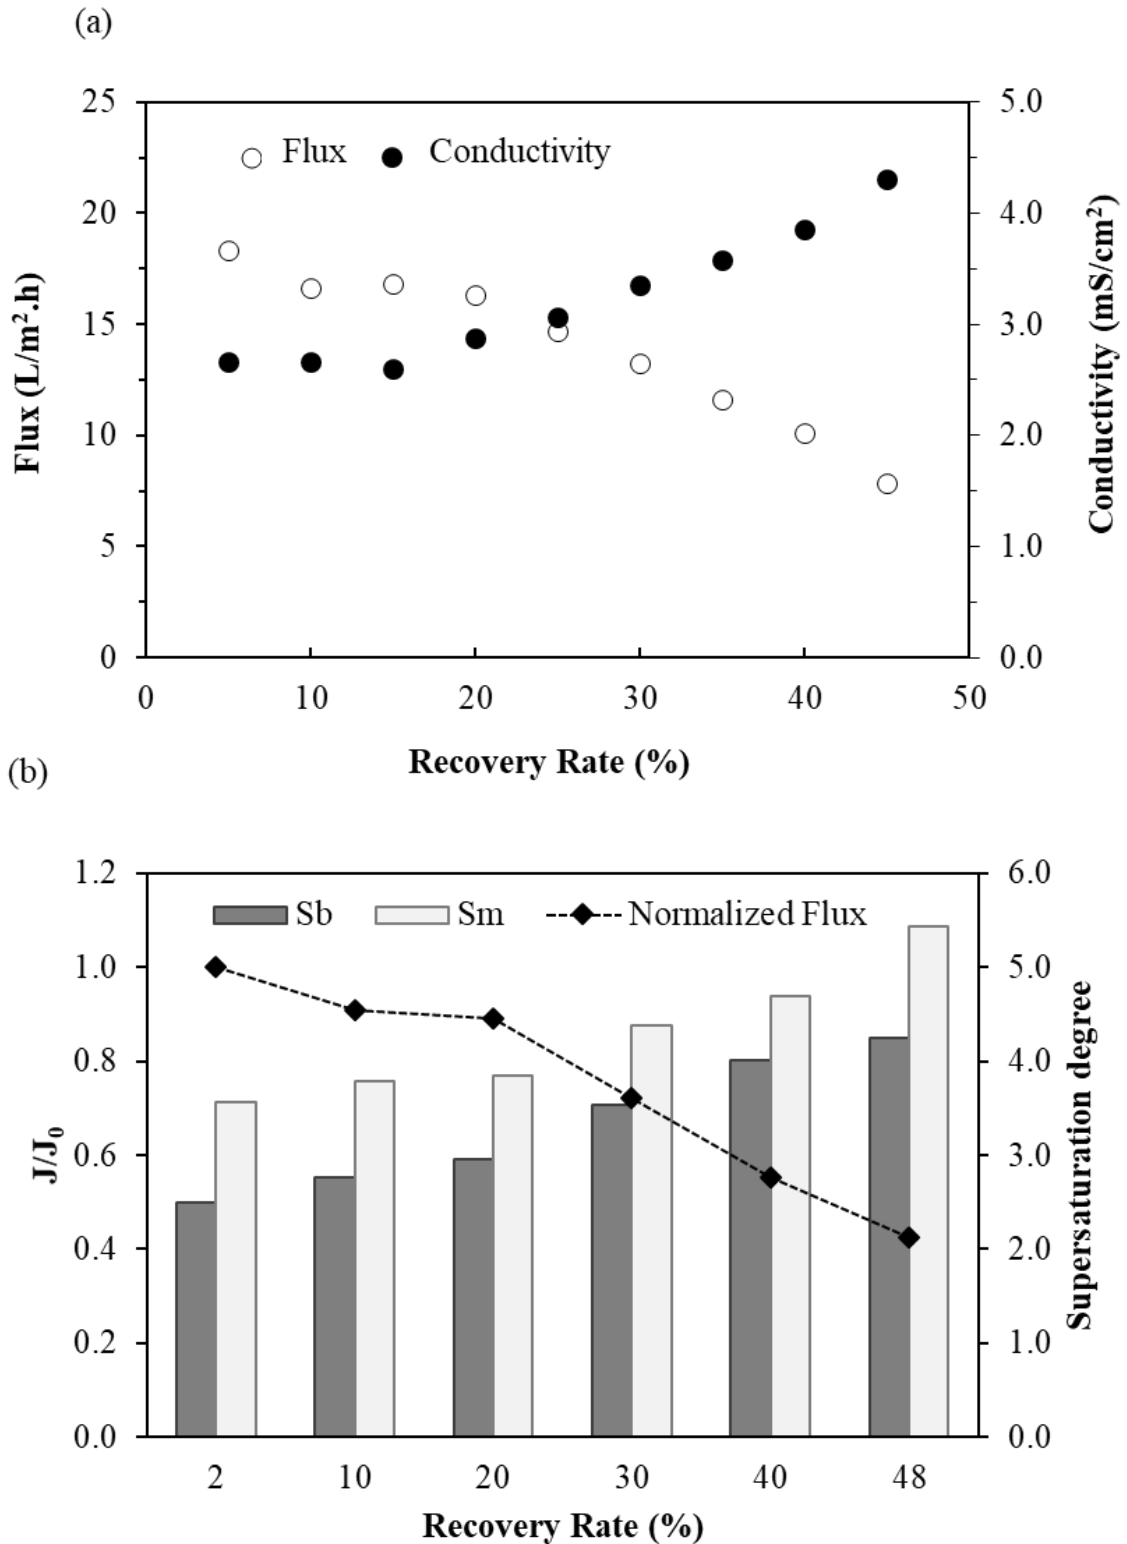 (a)
Flux Conductivity
25
20
15
10
5
0
5.0
4.0
3.0
2.0
1.0
0.0
Flux (L/m².h)
Conductivity (mS/cm²)
0 10 20 30 40 50
Recovery Rate (%)
(b)
Sb Sm Normalized Flux
1.2
1.0
0.8
0.6
0.4
0.2
0.0
6.0
5.0
4.0
3.0
2.0
1.0
0.0
J/J₀
Supersaturation degree
2 10 20 30 40 48
Recovery Rate (%)